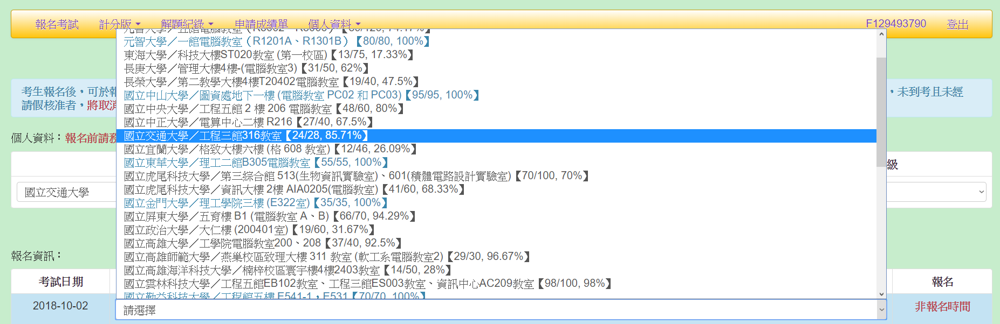 報名考試 計分版 解題紀錄 申請成績單 個人資料 F129493790 登出
元智大學／一館電腦教室（R1201A、R1301B）【80/80, 100%】
東海大學／科技大樓ST020教室 (第一校區)【13/75, 17.33%】
長庚大學／管理大樓4樓-(電腦教室3)【31/50, 62%】
長榮大學／第二教學大樓4樓T20402電腦教室【19/40, 47.5%】
考生報名後，可於報
國立中山大學／圖資處地下一樓 (電腦教室 PC02 和 PC03)【95/95, 100%】
，未到考且未經
請假核准者，將取消
國立中央大學／工程五館 2 樓 206 電腦教室【48/60, 80%】
國立中正大學／電算中心二樓 R216【27/40, 67.5%】
個人資料：報名前請務
國立交通大學／工程三館316教室【24/28, 85.71%】
國立宜蘭大學／格致大樓六樓 (格 608 教室)【12/46, 26.09%】
國立東華大學／理工二館B305電腦教室【55/55, 100%】
級
國立虎尾科技大學／第三綜合館 513(生物資訊實驗室)、601(積體電路設計實驗室)【70/100, 70%】
國立交通大學
國立虎尾科技大學／資訊大樓 2樓 AIA0205(電腦教室)【41/60, 68.33%】
國立金門大學／理工學院三樓 (E322室)【35/35, 100%】
國立屏東大學／五育樓 B1 (電腦教室 A、B)【66/70, 94.29%】
國立政治大學／大仁樓 (200401室)【19/60, 31.67%】
國立高雄大學／工學院電腦教室200、208【37/40, 92.5%】
報名資訊：
國立高雄師範大學／燕巢校區致理大樓 311 教室 (軟工系電腦教室2)【29/30, 96.67%】
國立高雄海洋科技大學／楠梓校區寰宇樓4樓2403教室【14/50, 28%】
考試日期
國立雲林科技大學／工程五館EB102教室、工程三館ES003教室、資訊中心AC209教室【98/100, 98%】
報名
國立勤益科技大學／工程館五樓 E541-1，E531【70/70, 100%】
2018-10-02 請選擇 非報名時間